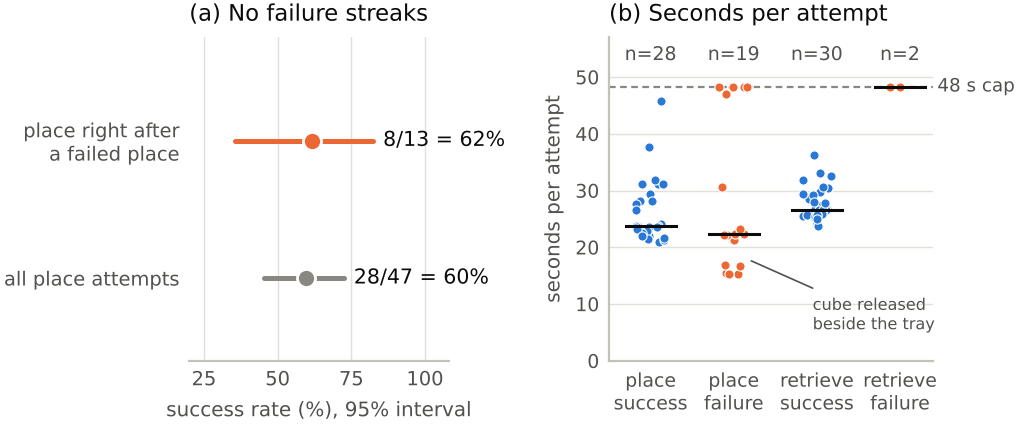 (a) No failure streaks
place right after
a failed place
8/13 = 62%
all place attempts
28/47 = 60%
25 50 75 100
success rate (%), 95% interval
(b) Seconds per attempt
n=28 n=19 n=30 n=2
seconds per attempt
50
40
30
20
10
0
48 s cap
cube released
beside the tray
place
success
place
failure
retrieve
success
retrieve
failure